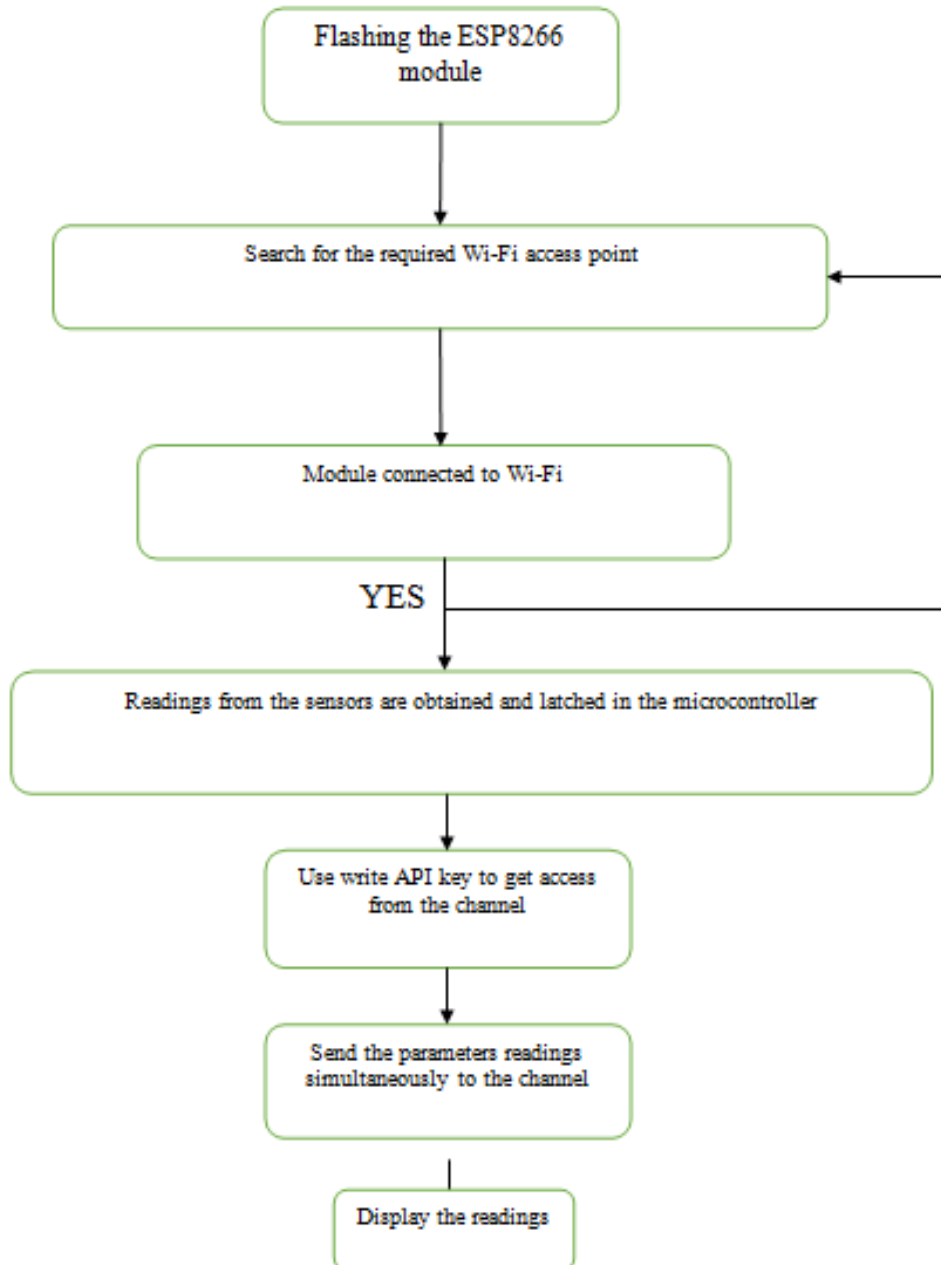 Flashing the ESP8266
module
Search for the required Wi-Fi access point
Module connected to Wi-Fi
YES
Readings from the sensors are obtained and latched in the microcontroller
Use write API key to get access
from the channel
Send the parameters readings
simultaneously to the channel
Display the readings